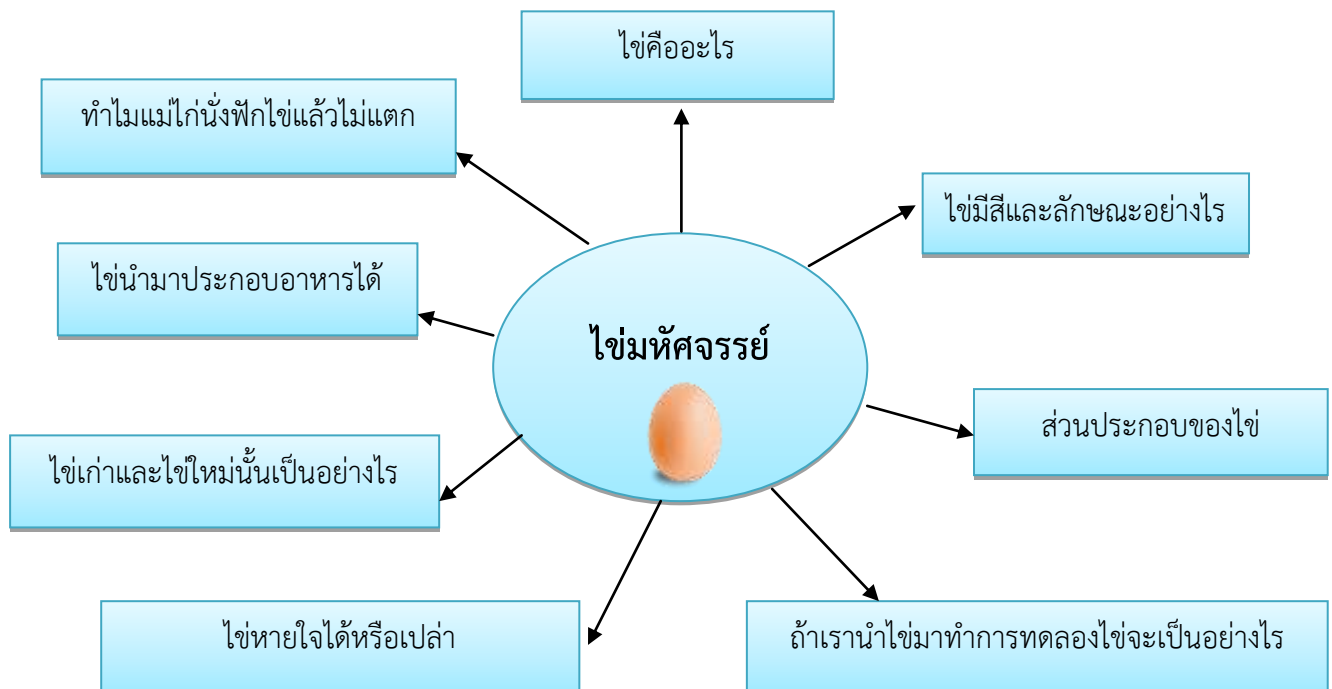 ไข่คืออะไร
ทำไมแม่ไก่นั่งฟักไข่แล้วไม่แตก
ไข่มีสีและลักษณะอย่างไร
ไข่นำมาประกอบอาหารได้
ไข่มหัศจรรย์
ส่วนประกอบของไข่
ไข่เก่าและไข่ใหม่นั้นเป็นอย่างไร
ไข่หายใจได้หรือเปล่า
ถ้าเรานำไข่มาทำการทดลองไข่จะเป็นอย่างไร